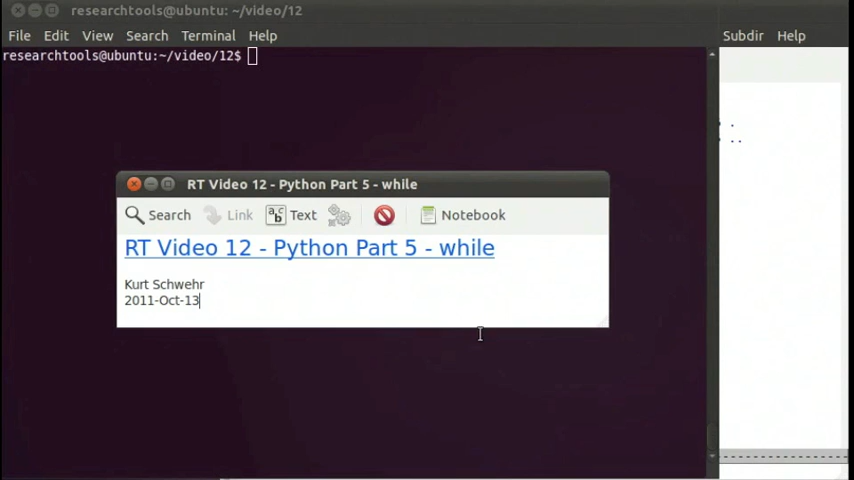 researchtools@ubuntu: ~/video/12
File Edit View Search Terminal Help
Subdir Help
researchtools@ubuntu:~/video/12$
. 
..
RT Video 12 - Python Part 5 - while
Search Link Text Notebook
RT Video 12 - Python Part 5 - while
Kurt Schwehr
2011-Oct-13